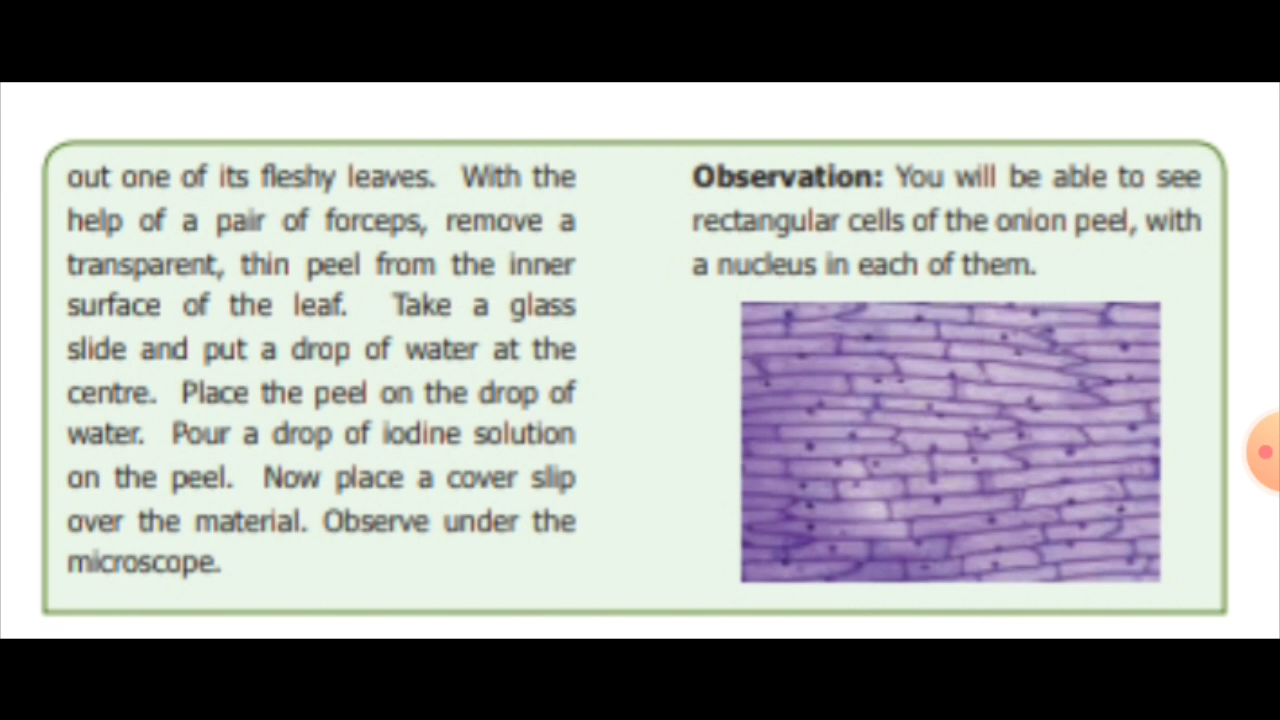 out one of its fleshy leaves. With the
help of a pair of forceps, remove a
transparent, thin peel from the inner
surface of the leaf. Take a glass
slide and put a drop of water at the
centre. Place the peel on the drop of
water. Pour a drop of iodine solution
on the peel. Now place a cover slip
over the material. Observe under the
microscope.
Observation: You will be able to see
rectangular cells of the onion peel, with
a nucleus in each of them.